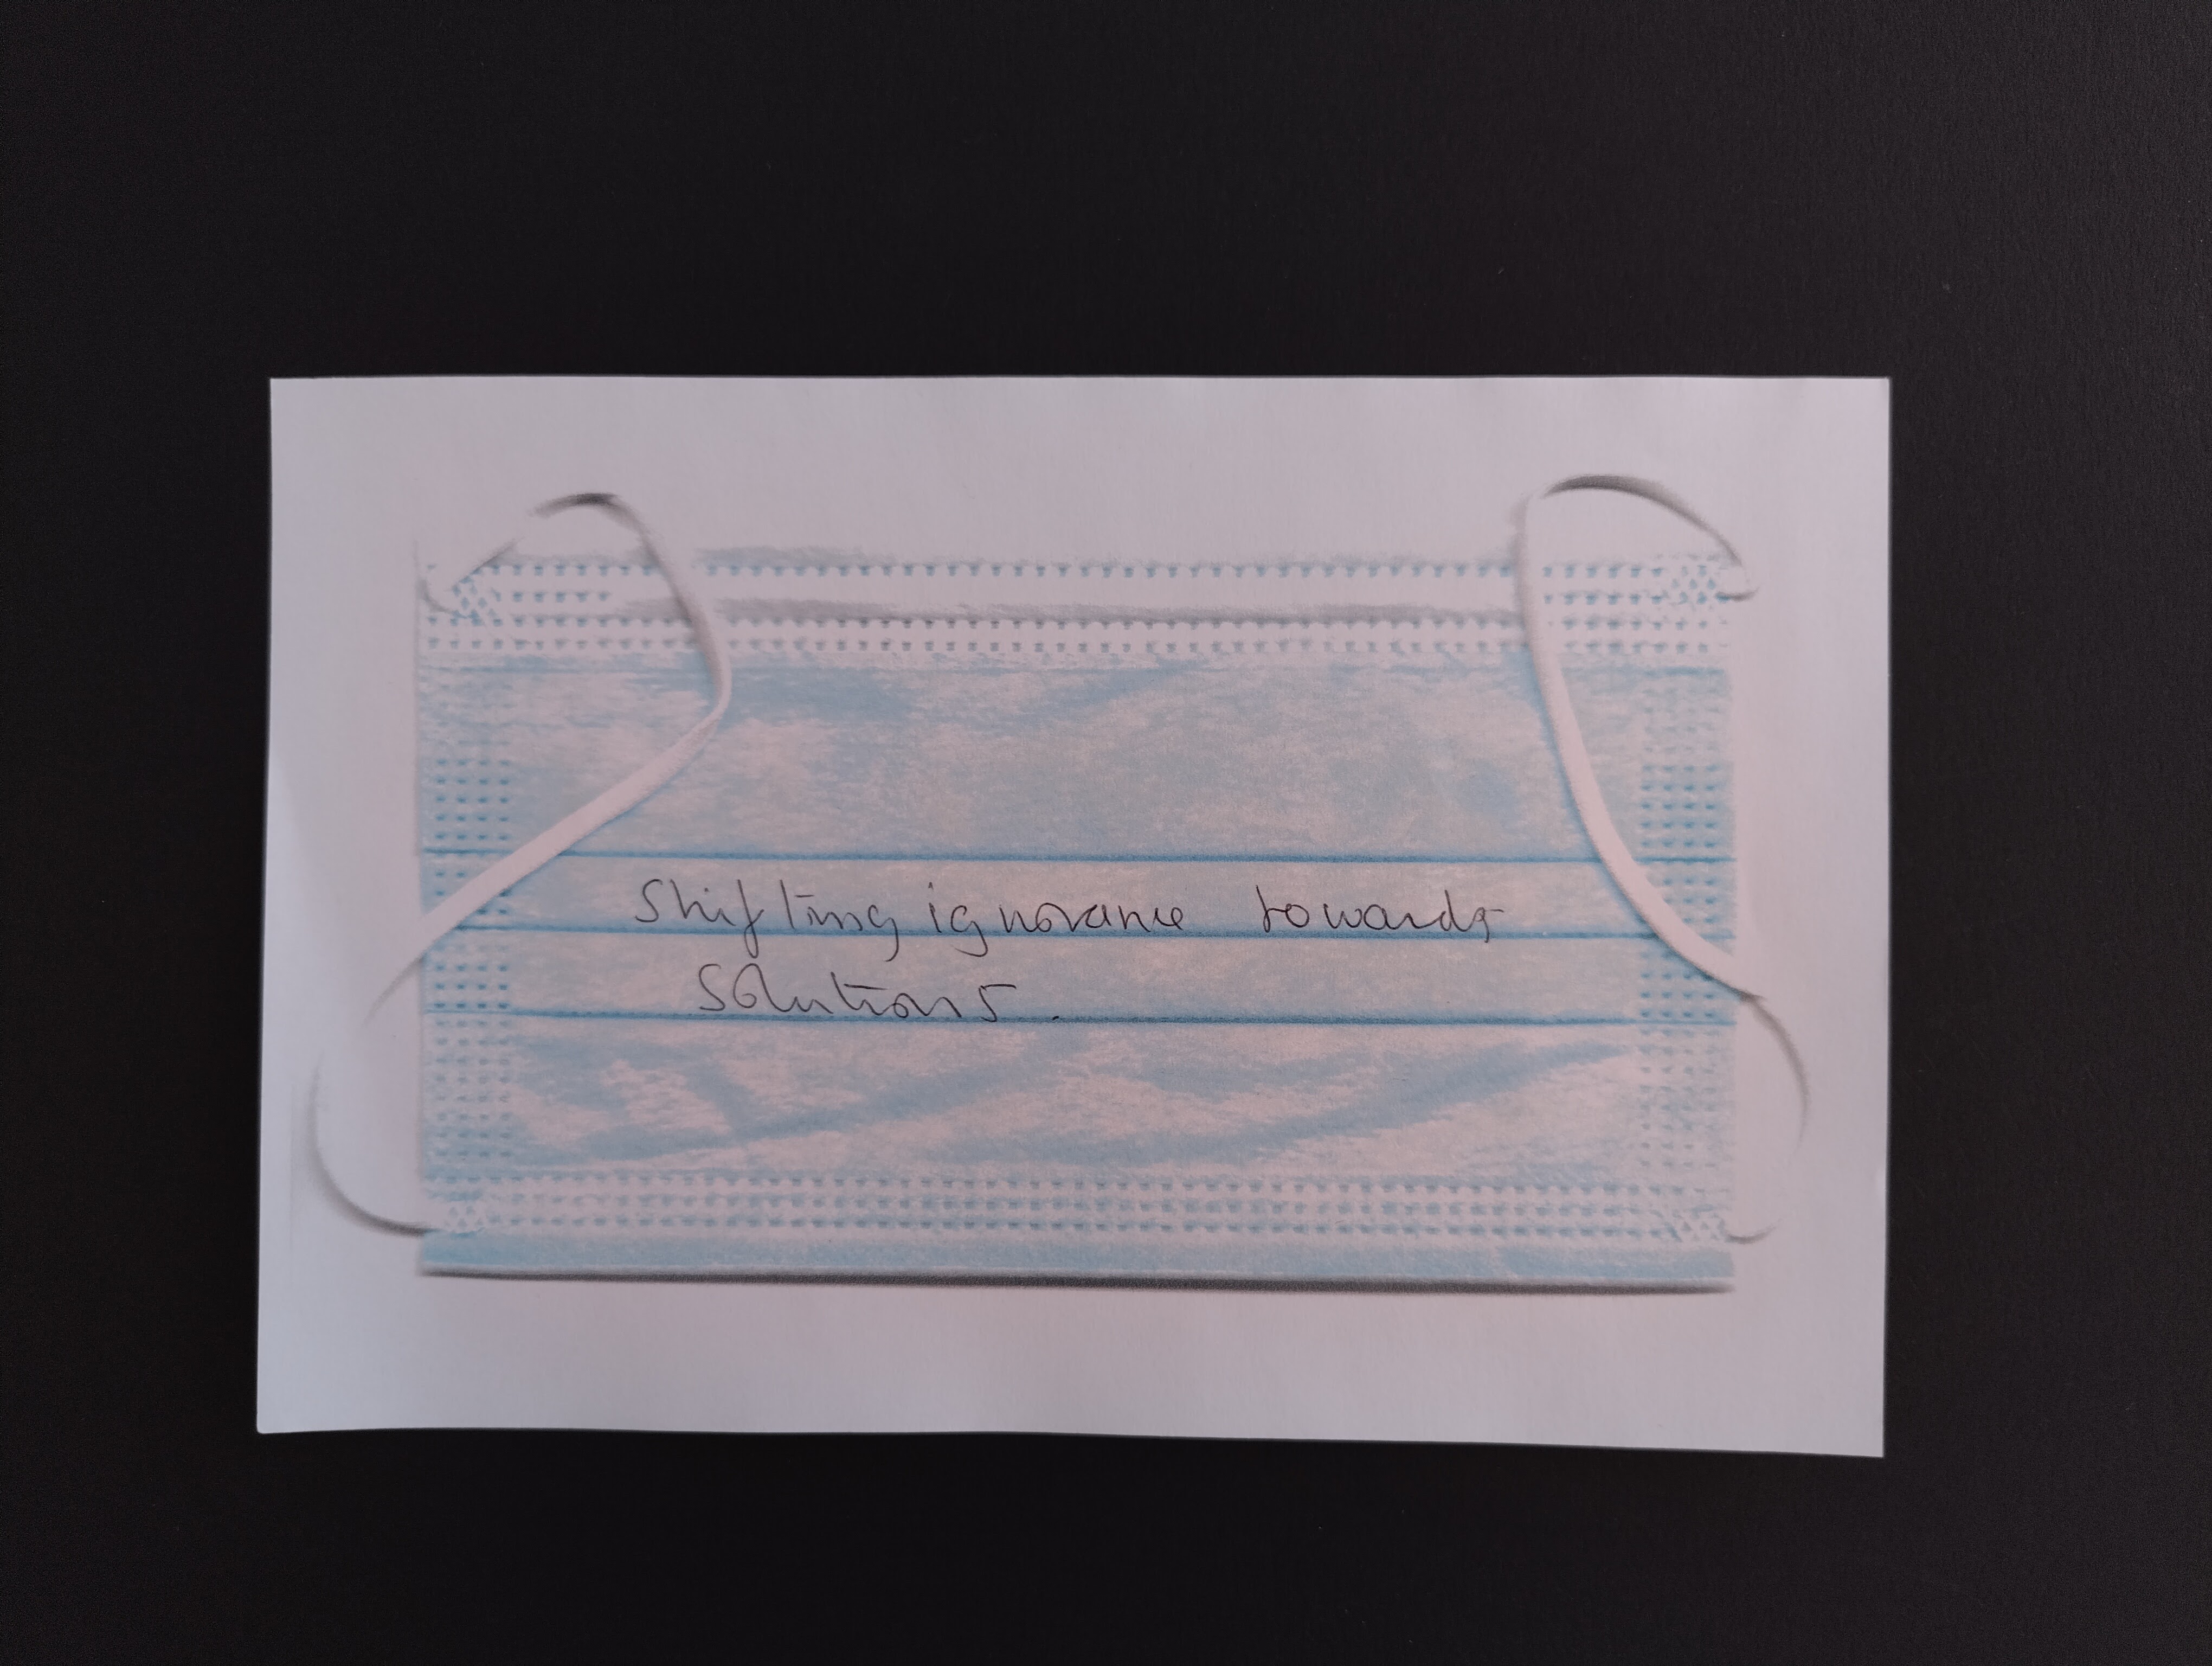 Shifting ignorance towards
solutions.